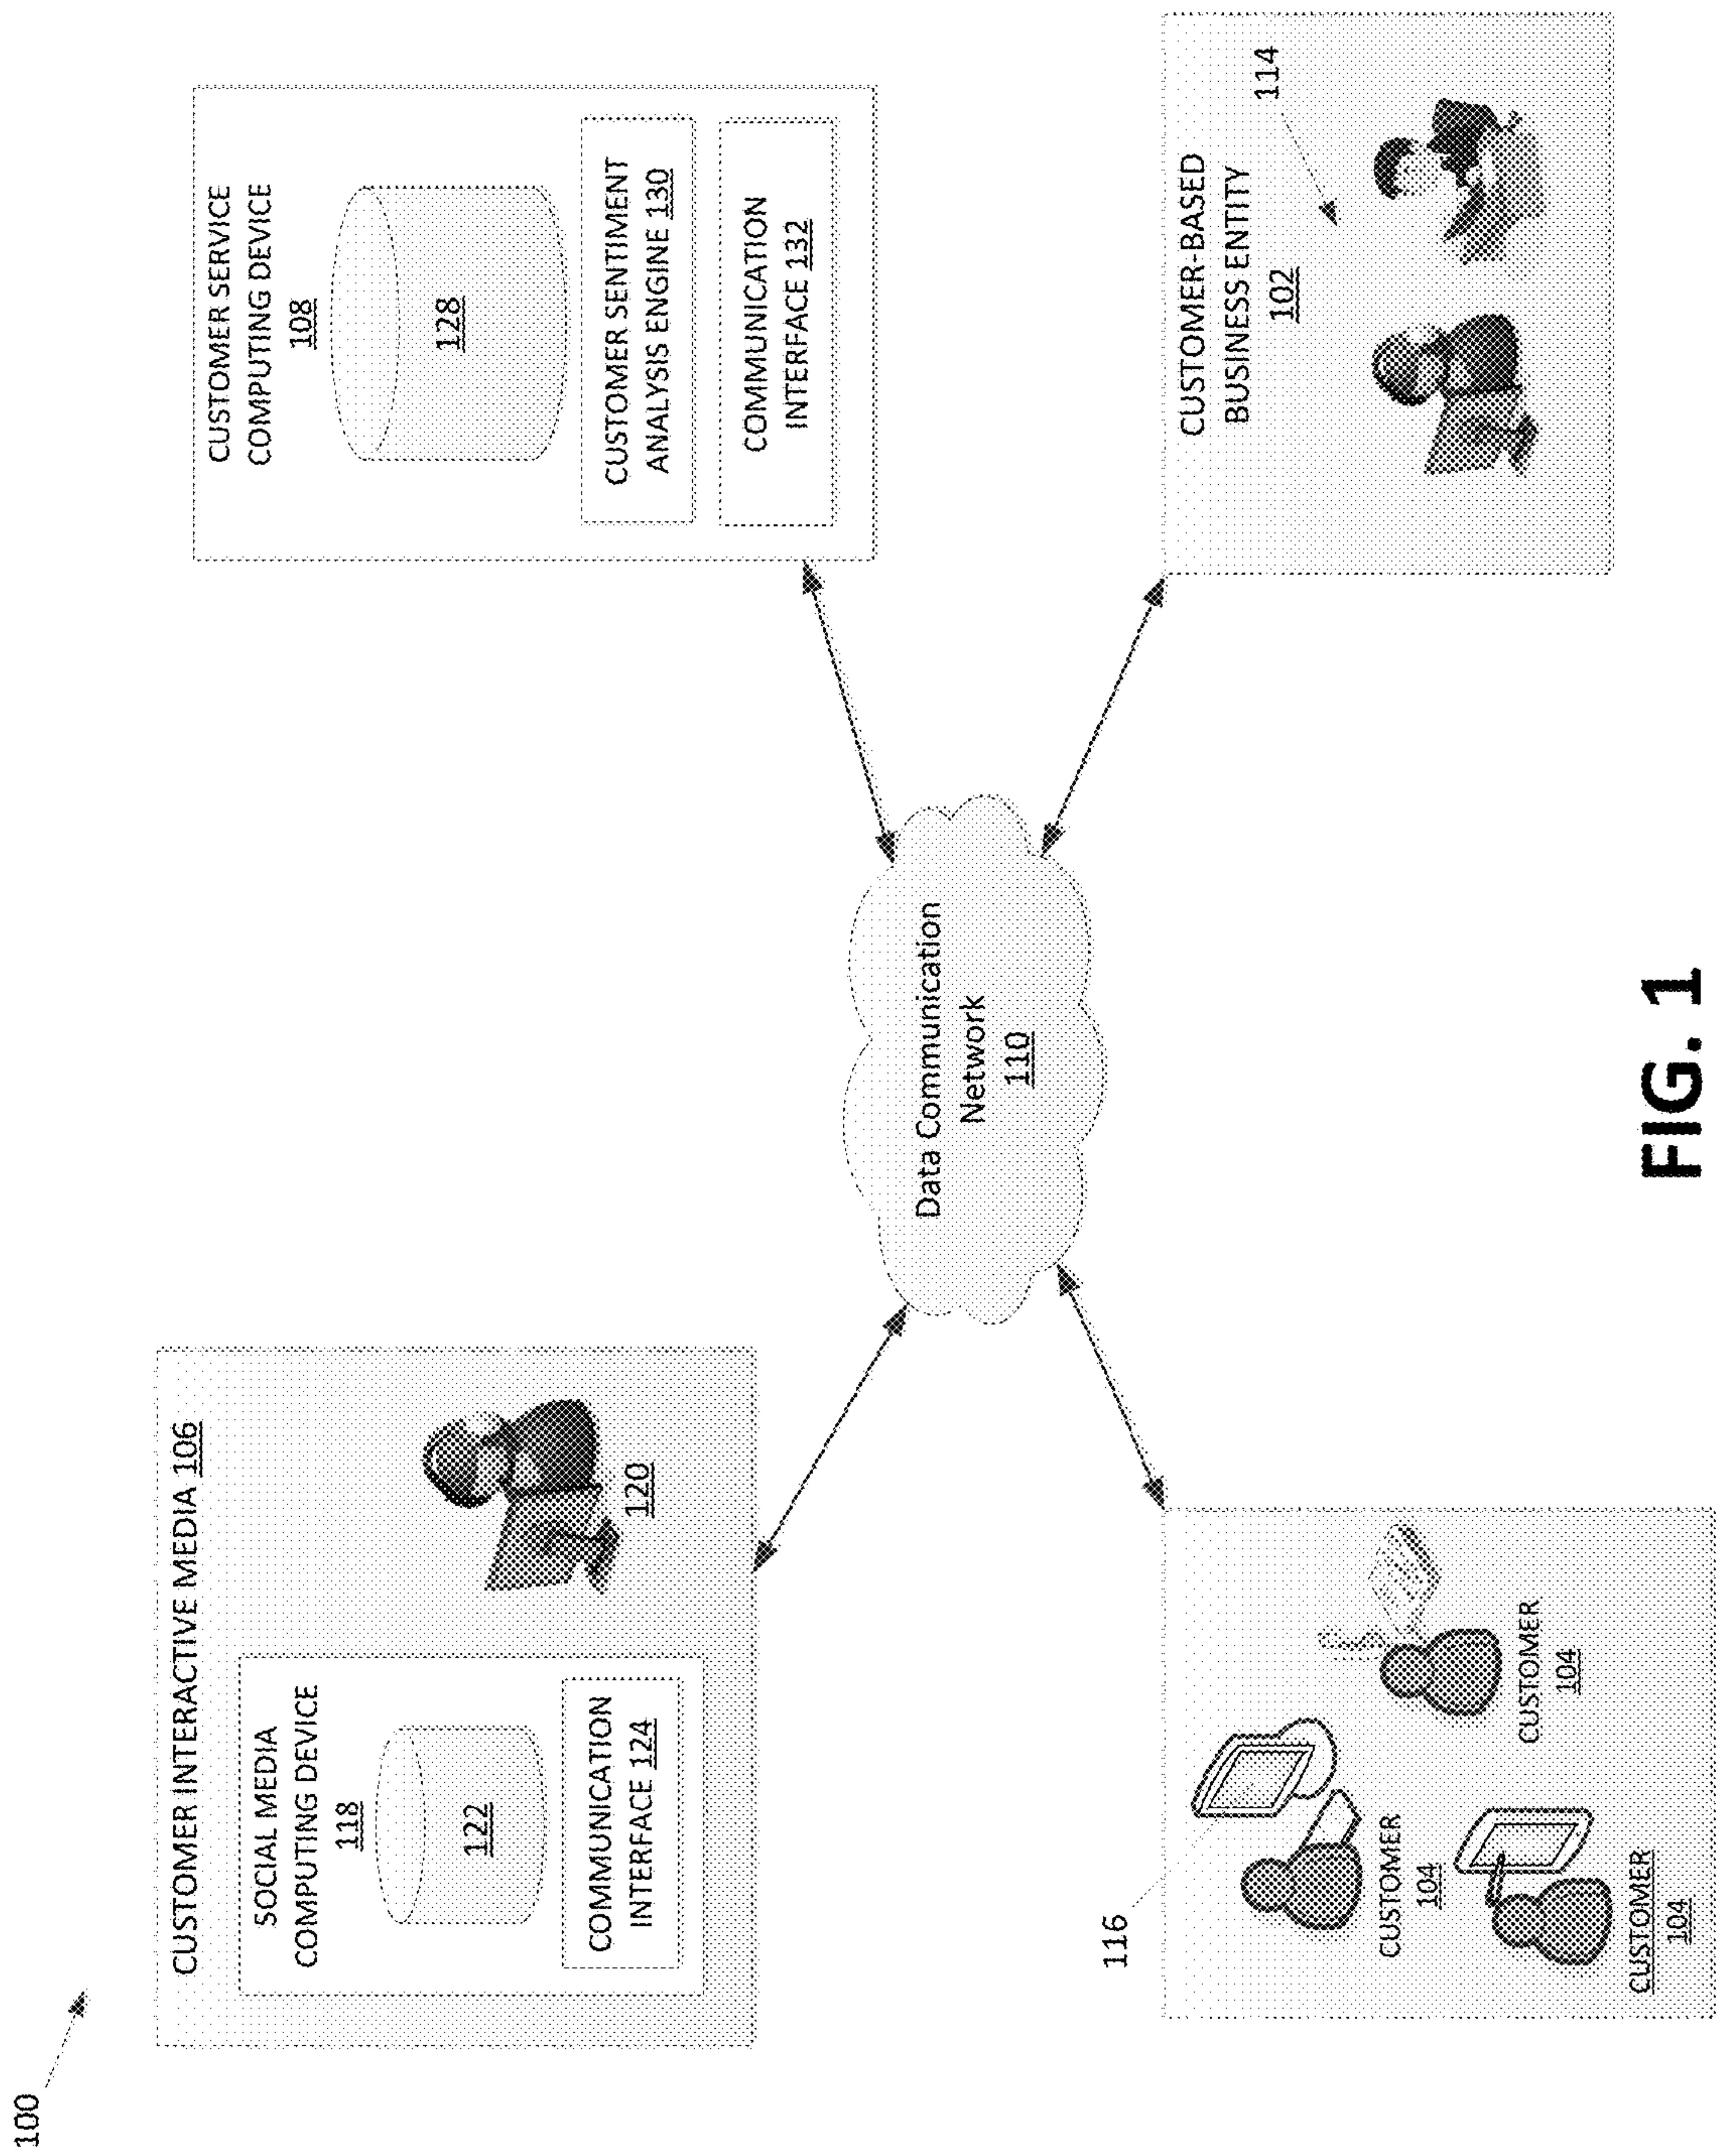 100
CUSTOMER INTERACTIVE MEDIA 106
SOCIAL MEDIA
COMPUTING DEVICE
118
122
COMMUNICATION
INTERFACE 124
120
CUSTOMER SERVICE
COMPUTING DEVICE
108
128
CUSTOMER SENTIMENT
ANALYSIS ENGINE 130
COMMUNICATION
INTERFACE 132
Data Communication
Network
110
116
CUSTOMER
104
CUSTOMER
104
CUSTOMER
104
CUSTOMER-BASED
BUSINESS ENTITY
102
114
FIG. 1